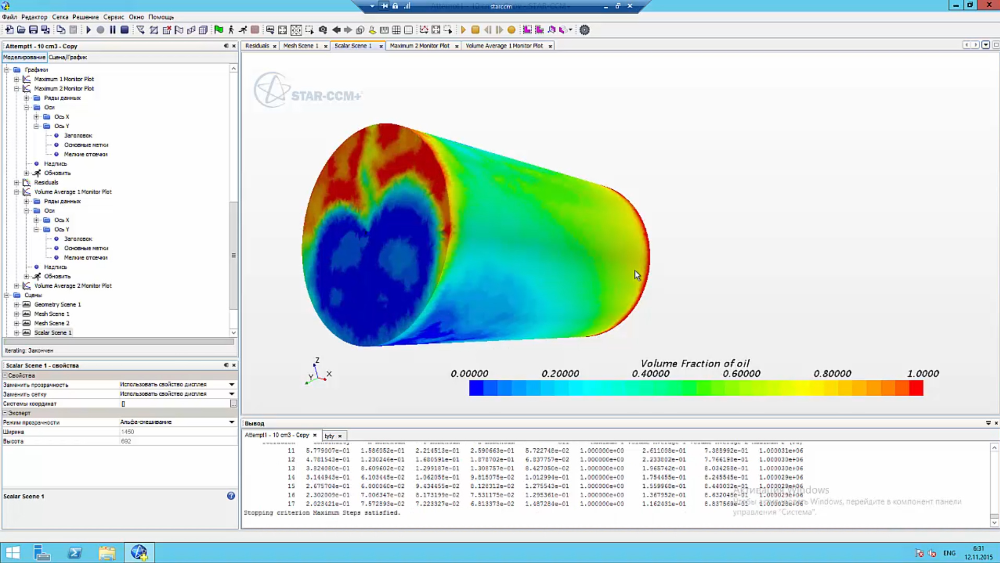 starccm
Файл Редактор Сетка Решение Сервис Окно Помощь
Attempt1 - 10 cm3 - Copy
Моделирование Сцена/График
Графики
Maximum 1 Monitor Plot
Maximum 2 Monitor Plot
Ряды данных
Оси
Ось X
Ось Y
Заголовок
Основные метки
Мелкие отсечки
Надпись
Обновить
Residuals
Volume Average 1 Monitor Plot
Ряды данных
Оси
Ось X
Ось Y
Заголовок
Основные метки
Мелкие отсечки
Надпись
Обновить
Volume Average 2 Monitor Plot
Сцены
Geometry Scene 1
Mesh Scene 1
Mesh Scene 2
Scalar Scene 1
Iterating: Закончен
Scalar Scene 1 - свойства
Свойства
Заменить прозрачность Использовать свойство дисплея
Заменить сетку Использовать свойство дисплея
Системы координат []
Эксперт
Режим прозрачности Альфа-смешивание
Ширина 1450
Высота 692
Scalar Scene 1
Residuals Mesh Scene 1 Scalar Scene 1 Maximum 2 Monitor Plot Volume Average 1 Monitor Plot
STAR-CCM+
Z
Y X
Volume Fraction of oil
0.00000 0.20000 0.40000 0.60000 0.80000 1.0000
Вывод
Attempt1 - 10 cm3 - Copy tyty
11 5.779007e-01 1.586052e-01 2.214513e-01 2.590663e-01 5.722748e-02 1.000000e+00 2.611008e-01 7.388992e-01 1.000031e+06
12 4.781543e-01 1.230246e-01 1.680591e-01 1.878702e-01 6.837757e-02 1.000000e+00 2.233802e-01 7.766198e-01 1.000030e+06
13 3.824080e-01 8.609602e-02 1.299187e-01 1.308757e-01 8.427050e-02 1.000000e+00 1.965742e-01 8.034258e-01 1.000030e+06
14 3.144943e-01 6.103445e-02 1.062058e-01 9.815075e-02 1.012994e-01 1.000000e+00 1.754455e-01 8.245545e-01 1.000029e+06
15 2.675704e-01 6.000060e-02 9.434455e-02 8.128312e-02 1.275543e-01 1.000000e+00 1.559968e-01 8.440032e-01 1.000029e+06
16 2.302009e-01 7.006347e-02 8.173199e-02 7.531175e-02 1.295361e-01 1.000000e+00 1.367952e-01 8.632048e-01 1.000029e+06
17 2.023421e-01 7.572893e-02 7.223327e-02 6.813373e-02 1.487284e-01 1.000000e+00 1.162431e-01 8.837569e-01 1.000028e+06
Stopping criterion Maximum Steps satisfied.
Активация Windows
Чтобы активировать Windows, перейдите в компонент панели
управления "Система".
ENG
6:31
12.11.2015